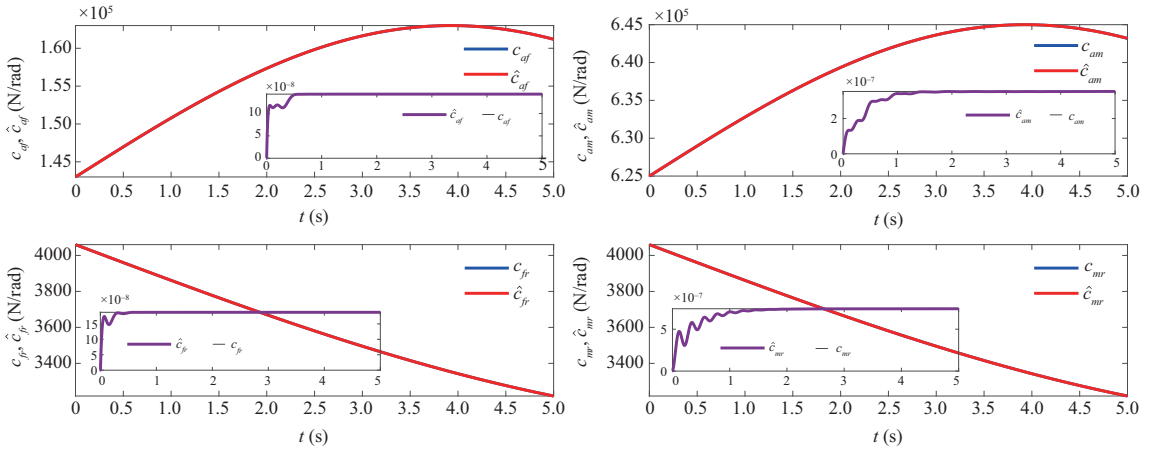 ×10⁵
1.60
1.55
1.50
1.45
c_af, ĉ_af (N/rad)
c_af
ĉ_af
×10⁻⁸
10
5
0
ĉ_af — c_af
0 1 2 3 4 5
0 0.5 1.0 1.5 2.0 2.5 3.0 3.5 4.0 4.5 5.0
t (s)
6.45 ×10⁵
6.40
6.35
6.30
6.25
c_am, ĉ_am (N/rad)
c_am
ĉ_am
×10⁻⁷
2
0
ĉ_am — c_am
0 1 2 3 4 5
0 0.5 1.0 1.5 2.0 2.5 3.0 3.5 4.0 4.5 5.0
t (s)
4000
3800
3600
3400
c_fr, ĉ_fr (N/rad)
c_fr
ĉ_fr
×10⁻⁸
15
10
5
0
ĉ_fr — c_fr
0 1 2 3 4 5
0 0.5 1.0 1.5 2.0 2.5 3.0 3.5 4.0 4.5 5.0
t (s)
4000
3800
3600
3400
c_mr, ĉ_mr (N/rad)
c_mr
ĉ_mr
×10⁻⁷
5
0
ĉ_mr — c_mr
0 1 2 3 4 5
0 0.5 1.0 1.5 2.0 2.5 3.0 3.5 4.0 4.5 5.0
t (s)